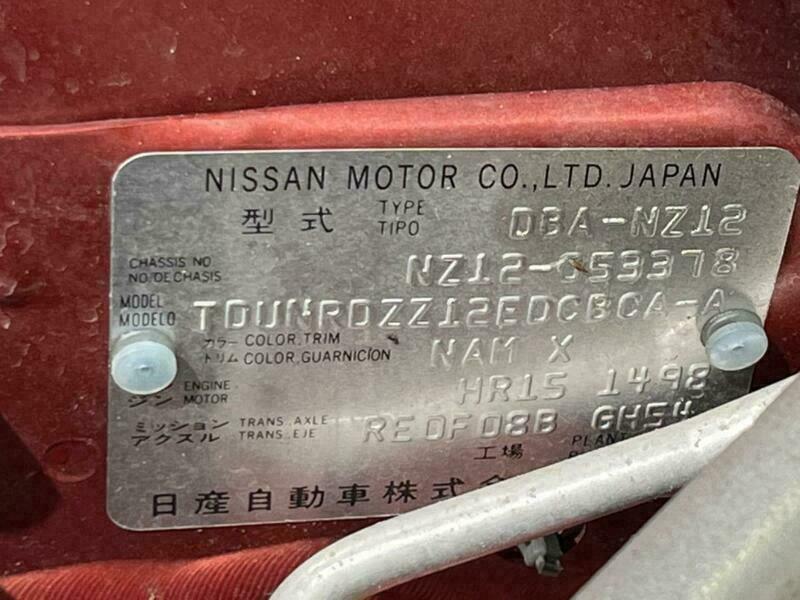 NISSAN MOTOR CO.,LTD. JAPAN
型式 TYPE TIPO DBA-NZ12
CHASSIS NO NO.DE CHASIS NZ12-053378
MODEL MODELO TDUNRDZZ12EDCBCA-A
カラー トリム COLOR,TRIM COLOR,GUARNICION NAM X
ジン ENGINE MOTOR HR15 1498
ミッション アクスル TRANS.,AXLE TRANS.,EJE RE0F08B GH54
工場 PLANT
日産自動車株式会